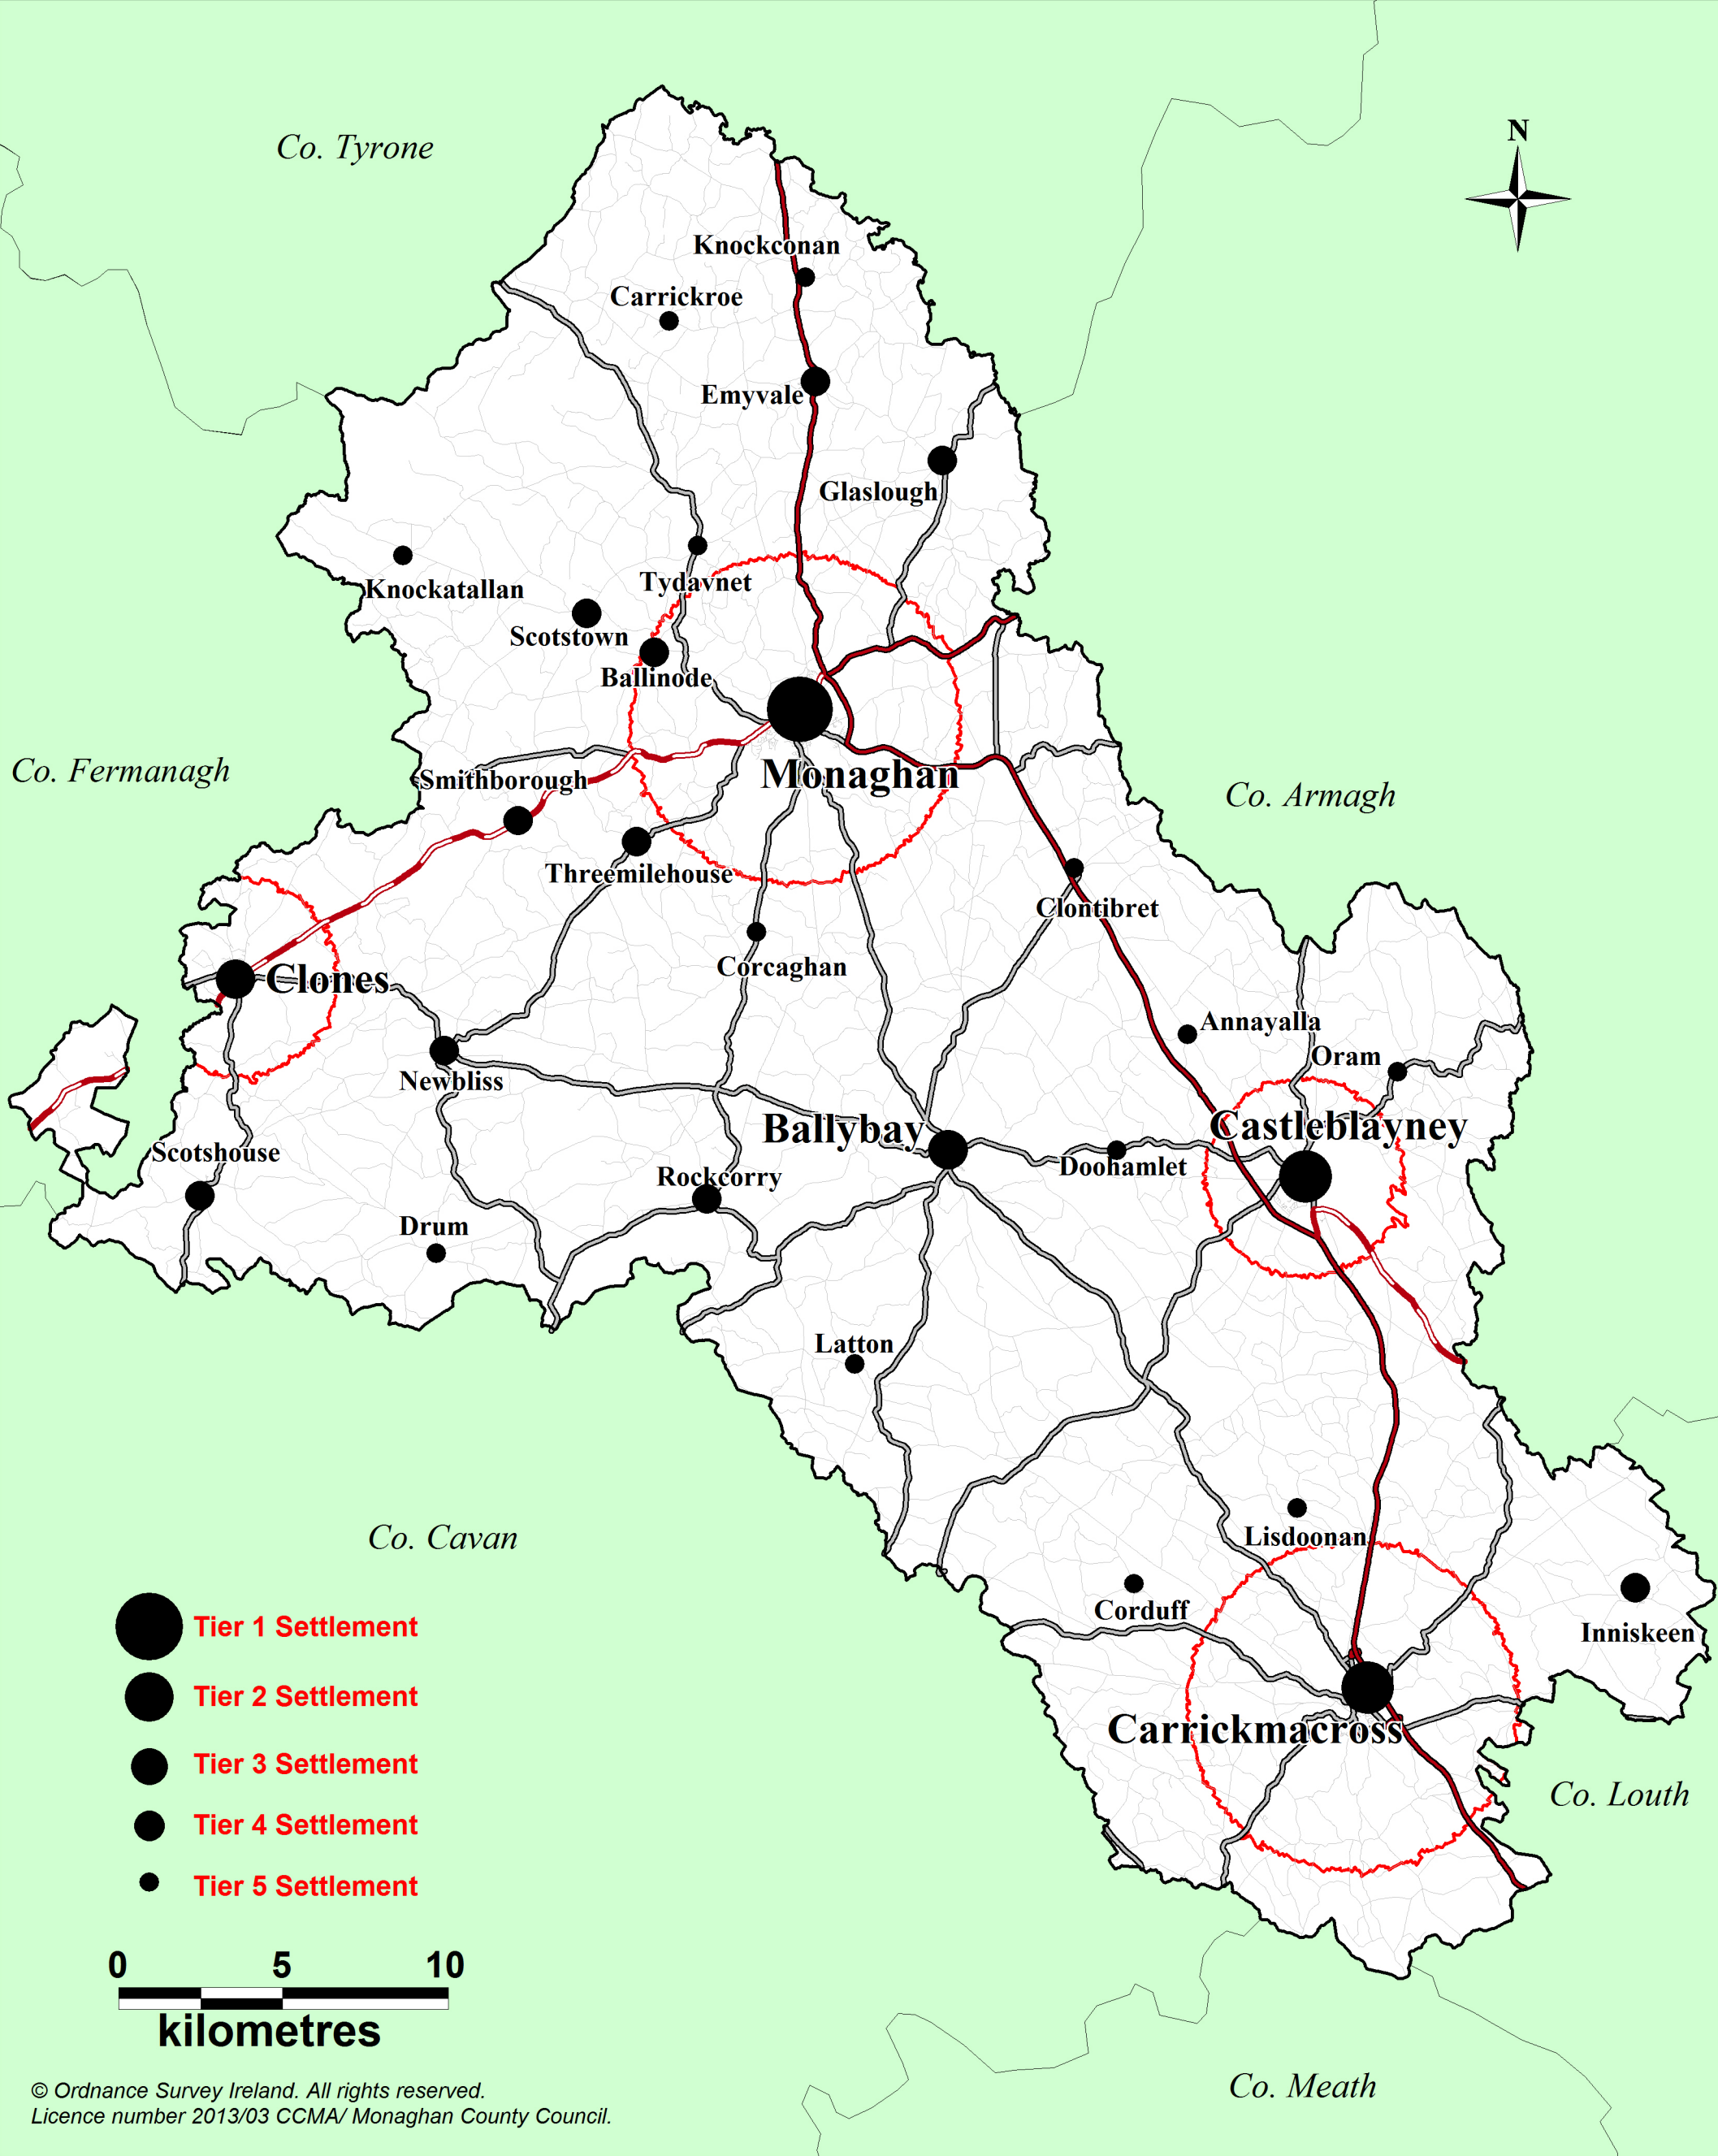 N
Co. Tyrone
Knockconan
Carrickroe
Emyvale
Glaslough
Tydavnet
Knockatallan
Scotstown
Ballinode
Co. Fermanagh
Smithborough
Monaghan
Co. Armagh
Threemilehouse
Clontibret
Corcaghan
Clones
Annayalla
Oram
Newbliss
Ballybay
Castleblayney
Scotshouse
Doohamlet
Rockcorry
Drum
Latton
Co. Cavan
Lisdoonan
Corduff
Inniskeen
Carrickmacross
Co. Louth
Tier 1 Settlement
Tier 2 Settlement
Tier 3 Settlement
Tier 4 Settlement
Tier 5 Settlement
0 5 10
kilometres
Co. Meath
© Ordnance Survey Ireland. All rights reserved.
Licence number 2013/03 CCMA/ Monaghan County Council.